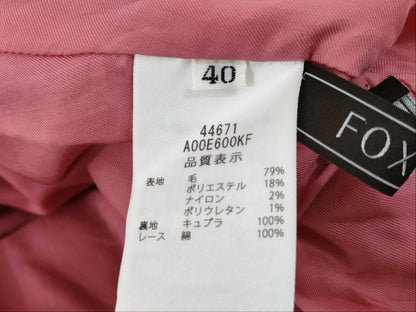 40
FOX
44671
A00E600KF
品質表示
表地 毛 79%
ポリエステル 18%
ナイロン 2%
ポリウレタン 1%
裏地 キュプラ 100%
レース 綿 100%